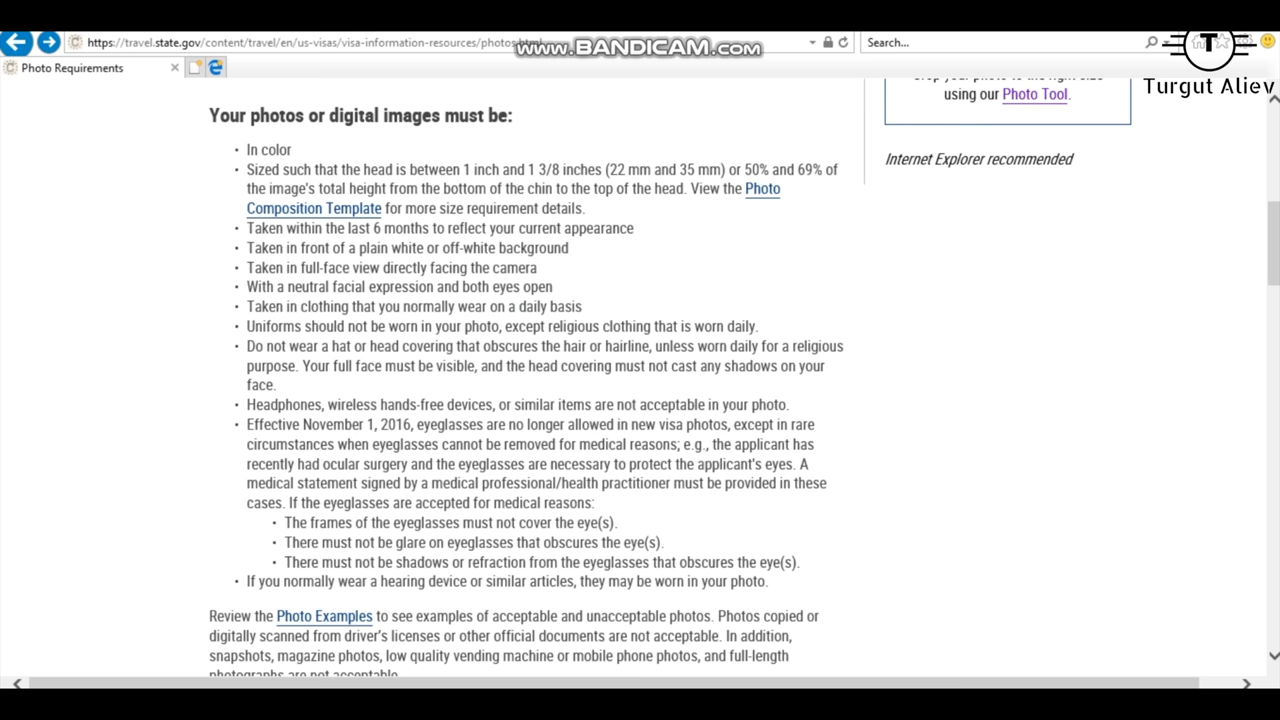 https://travel.state.gov/content/travel/en/us-visas/visa-information-resources/photos.html
www.BANDICAM.com
Search...
T
Photo Requirements
Turgut Aliev
using our Photo Tool.
Internet Explorer recommended
Your photos or digital images must be:
• In color
• Sized such that the head is between 1 inch and 1 3/8 inches (22 mm and 35 mm) or 50% and 69% of
the image's total height from the bottom of the chin to the top of the head. View the Photo
Composition Template for more size requirement details.
• Taken within the last 6 months to reflect your current appearance
• Taken in front of a plain white or off-white background
• Taken in full-face view directly facing the camera
• With a neutral facial expression and both eyes open
• Taken in clothing that you normally wear on a daily basis
• Uniforms should not be worn in your photo, except religious clothing that is worn daily.
• Do not wear a hat or head covering that obscures the hair or hairline, unless worn daily for a religious
purpose. Your full face must be visible, and the head covering must not cast any shadows on your
face.
• Headphones, wireless hands-free devices, or similar items are not acceptable in your photo.
• Effective November 1, 2016, eyeglasses are no longer allowed in new visa photos, except in rare
circumstances when eyeglasses cannot be removed for medical reasons; e.g., the applicant has
recently had ocular surgery and the eyeglasses are necessary to protect the applicant's eyes. A
medical statement signed by a medical professional/health practitioner must be provided in these
cases. If the eyeglasses are accepted for medical reasons:
• The frames of the eyeglasses must not cover the eye(s).
• There must not be glare on eyeglasses that obscures the eye(s).
• There must not be shadows or refraction from the eyeglasses that obscures the eye(s).
• If you normally wear a hearing device or similar articles, they may be worn in your photo.
Review the Photo Examples to see examples of acceptable and unacceptable photos. Photos copied or
digitally scanned from driver's licenses or other official documents are not acceptable. In addition,
snapshots, magazine photos, low quality vending machine or mobile phone photos, and full-length
photographs are not acceptable.